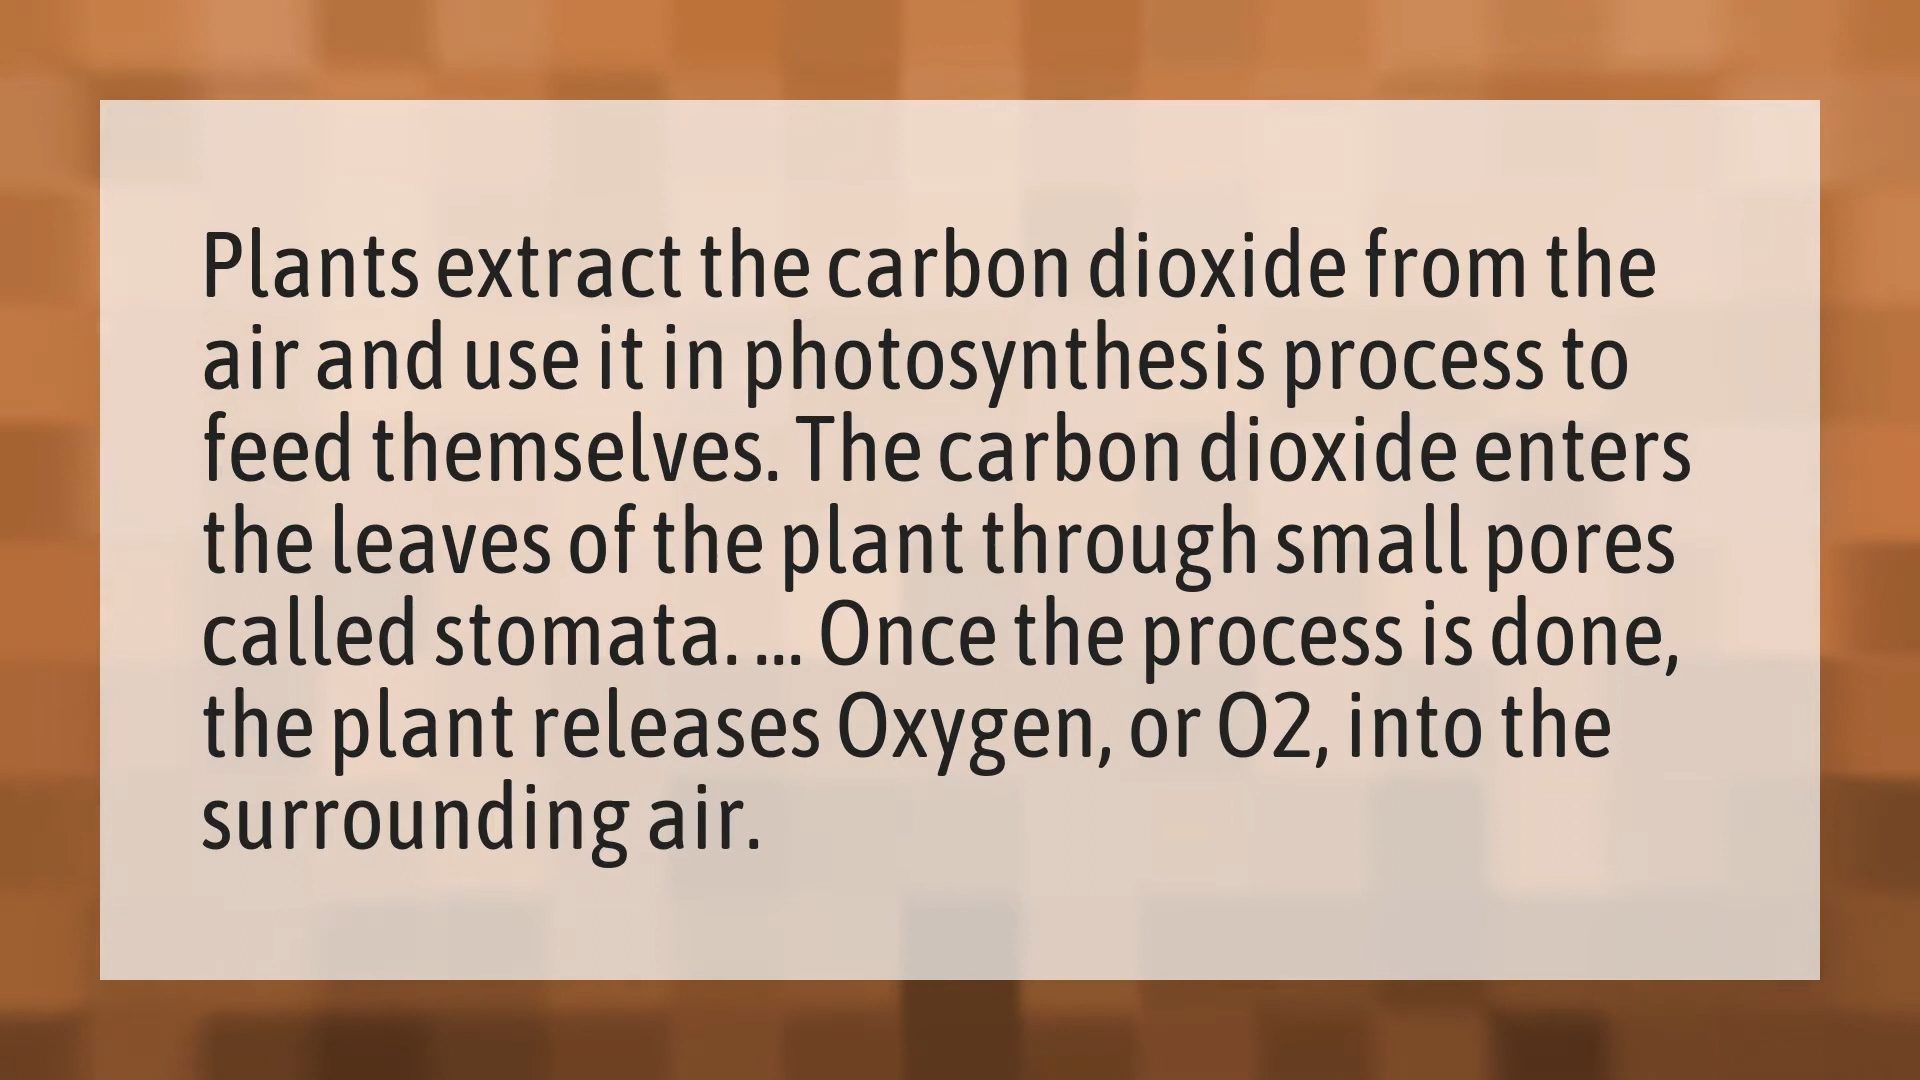 Plants extract the carbon dioxide from the
air and use it in photosynthesis process to
feed themselves. The carbon dioxide enters
the leaves of the plant through small pores
called stomata. ... Once the process is done,
the plant releases Oxygen, or O2, into the
surrounding air.